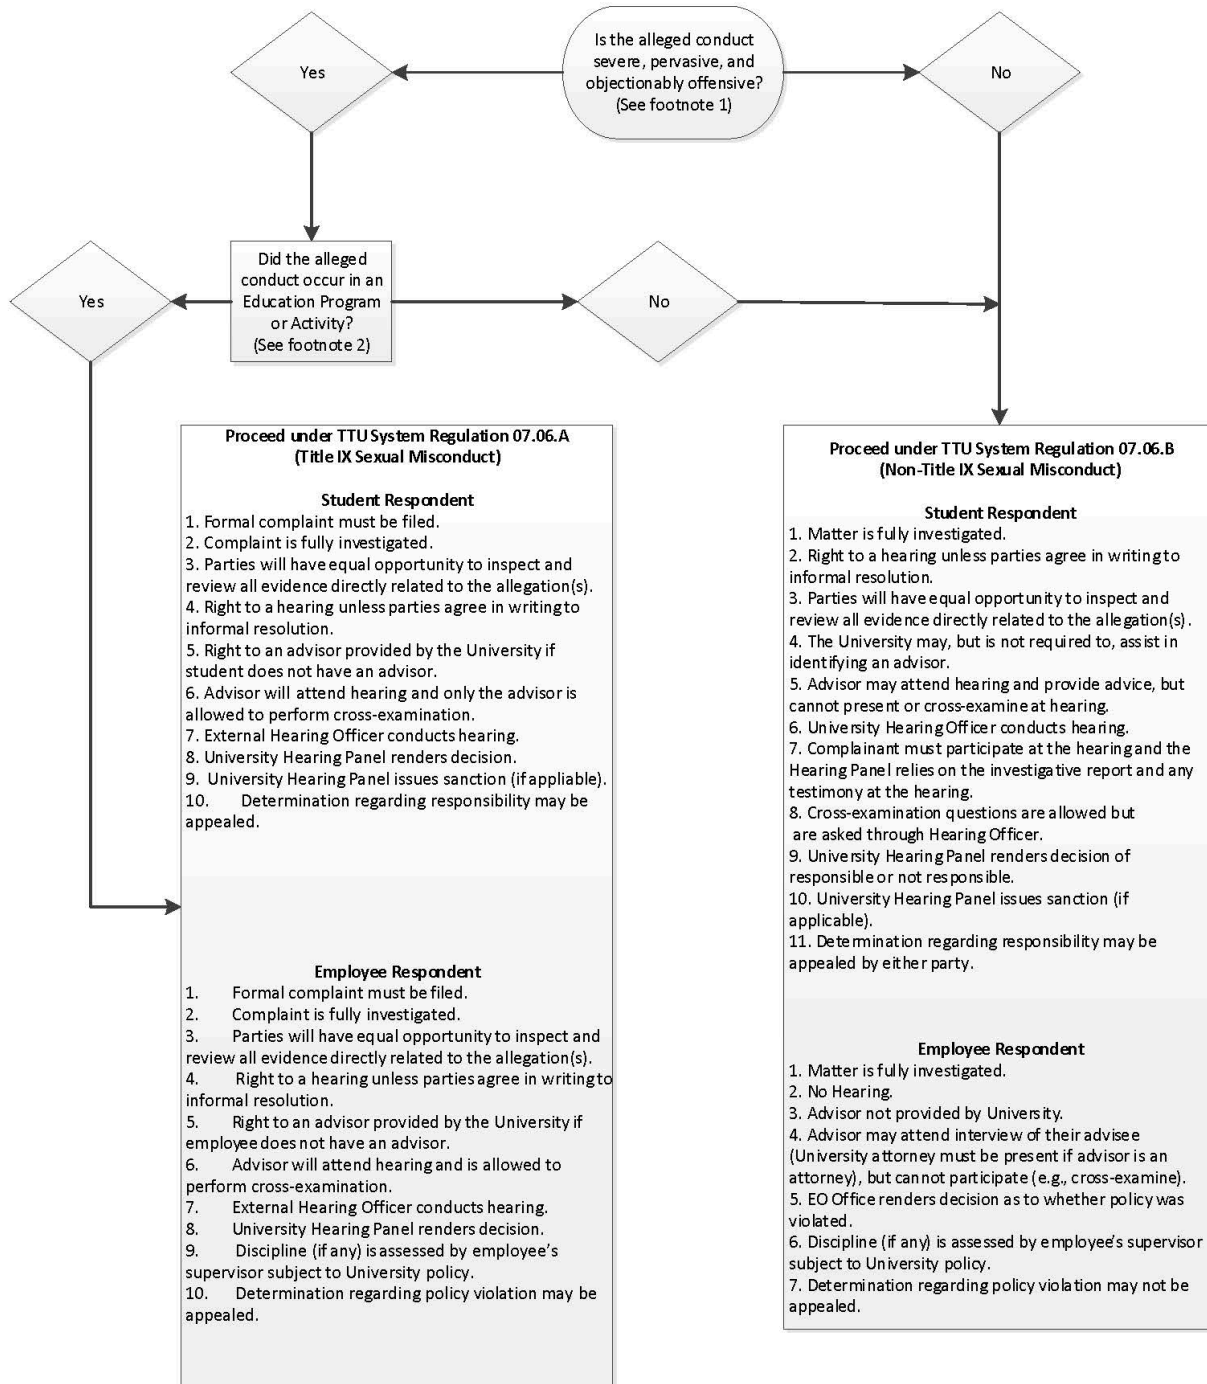 Is the alleged conduct
severe, pervasive, and
objectionably offensive?
(See footnote 1)
Yes
No
Did the alleged
conduct occur in an
Education Program
or Activity?
(See footnote 2)
Yes
No
Proceed under TTU System Regulation 07.06.A
(Title IX Sexual Misconduct)
Student Respondent
1. Formal complaint must be filed.
2. Complaint is fully investigated.
3. Parties will have equal opportunity to inspect and
review all evidence directly related to the allegation(s).
4. Right to a hearing unless parties agree in writing to
informal resolution.
5. Right to an advisor provided by the University if
student does not have an advisor.
6. Advisor will attend hearing and only the advisor is
allowed to perform cross-examination.
7. External Hearing Officer conducts hearing.
8. University Hearing Panel renders decision.
9. University Hearing Panel issues sanction (if appliable).
10. Determination regarding responsibility may be
appealed.
Employee Respondent
1. Formal complaint must be filed.
2. Complaint is fully investigated.
3. Parties will have equal opportunity to inspect and
review all evidence directly related to the allegation(s).
4. Right to a hearing unless parties agree in writing to
informal resolution.
5. Right to an advisor provided by the University if
employee does not have an advisor.
6. Advisor will attend hearing and is allowed to
perform cross-examination.
7. External Hearing Officer conducts hearing.
8. University Hearing Panel renders decision.
9. Discipline (if any) is assessed by employee's
supervisor subject to University policy.
10. Determination regarding policy violation may be
appealed.
Proceed under TTU System Regulation 07.06.B
(Non-Title IX Sexual Misconduct)
Student Respondent
1. Matter is fully investigated.
2. Right to a hearing unless parties agree in writing to
informal resolution.
3. Parties will have equal opportunity to inspect and
review all evidence directly related to the allegation(s).
4. The University may, but is not required to, assist in
identifying an advisor.
5. Advisor may attend hearing and provide advice, but
cannot present or cross-examine at hearing.
6. University Hearing Officer conducts hearing.
7. Complainant must participate at the hearing and the
Hearing Panel relies on the investigative report and any
testimony at the hearing.
8. Cross-examination questions are allowed but
are asked through Hearing Officer.
9. University Hearing Panel renders decision of
responsible or not responsible.
10. University Hearing Panel issues sanction (if
applicable).
11. Determination regarding responsibility may be
appealed by either party.
Employee Respondent
1. Matter is fully investigated.
2. No Hearing.
3. Advisor not provided by University.
4. Advisor may attend interview of their advisee
(University attorney must be present if advisor is an
attorney), but cannot participate (e.g., cross-examine).
5. EO Office renders decision as to whether policy was
violated.
6. Discipline (if any) is assessed by employee's supervisor
subject to University policy.
7. Determination regarding policy violation may not be
appealed.